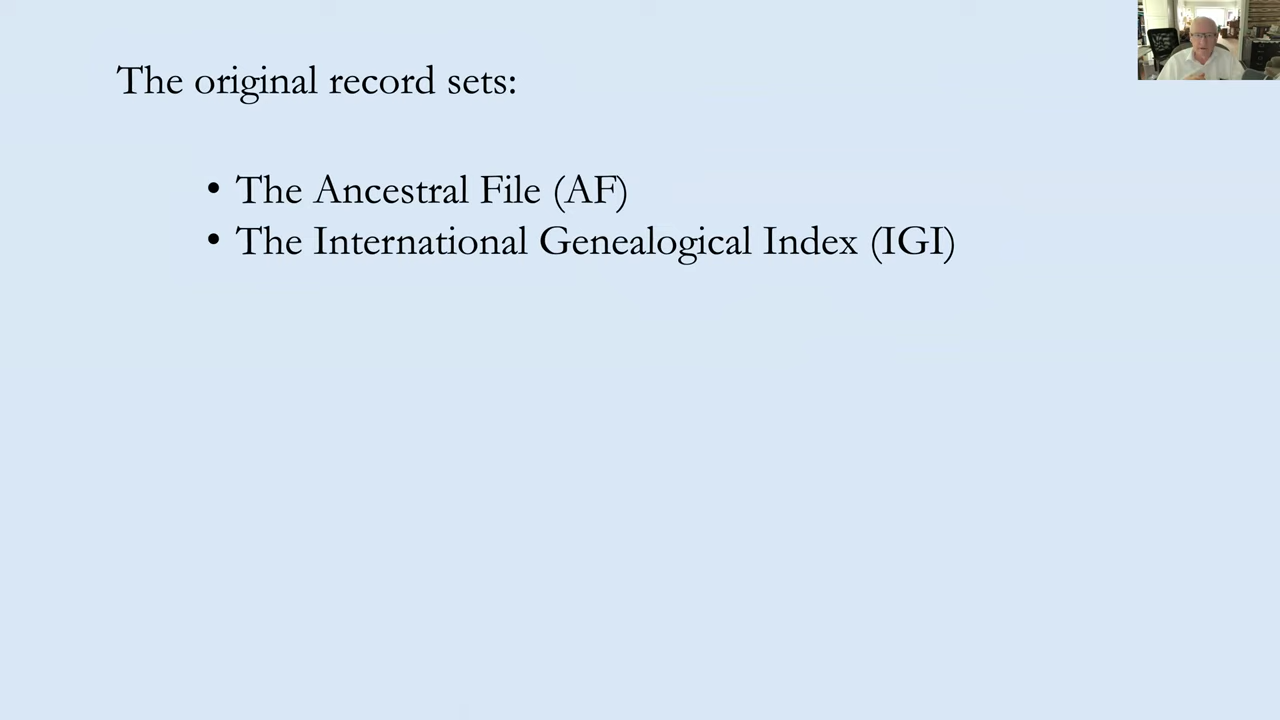 The original record sets:
• The Ancestral File (AF)
• The International Genealogical Index (IGI)